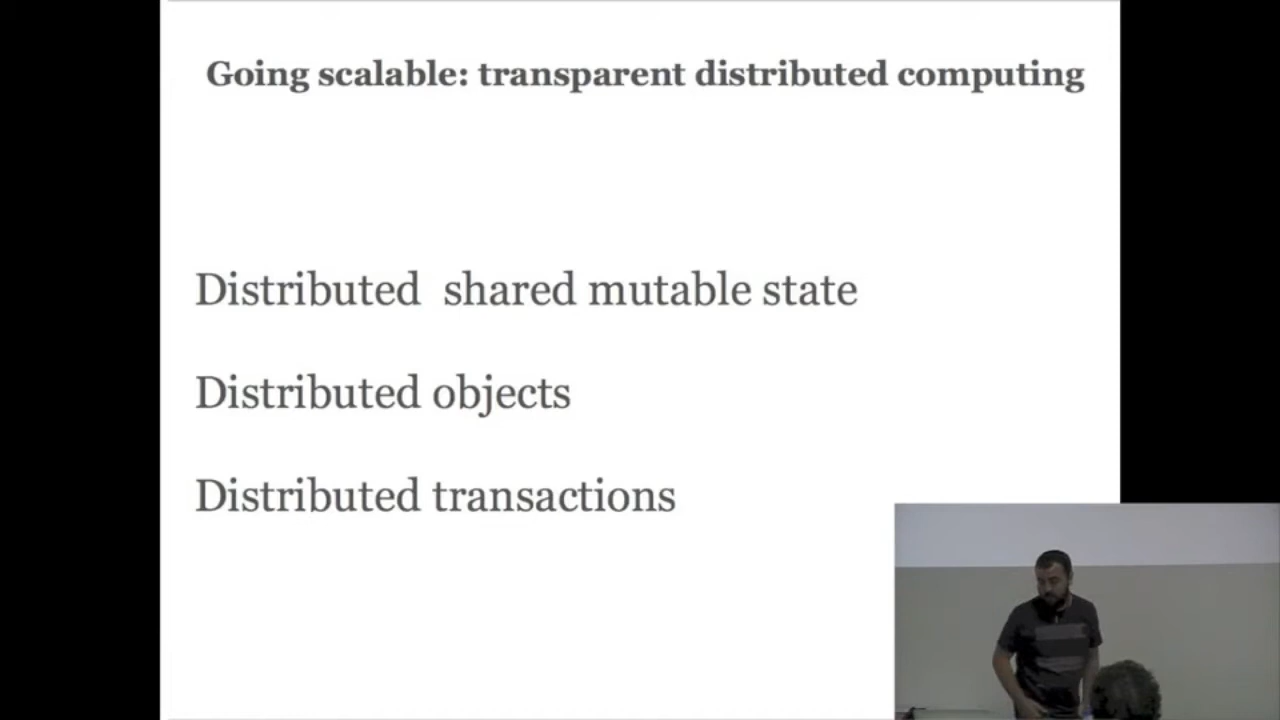 Going scalable: transparent distributed computing
Distributed shared mutable state
Distributed objects
Distributed transactions